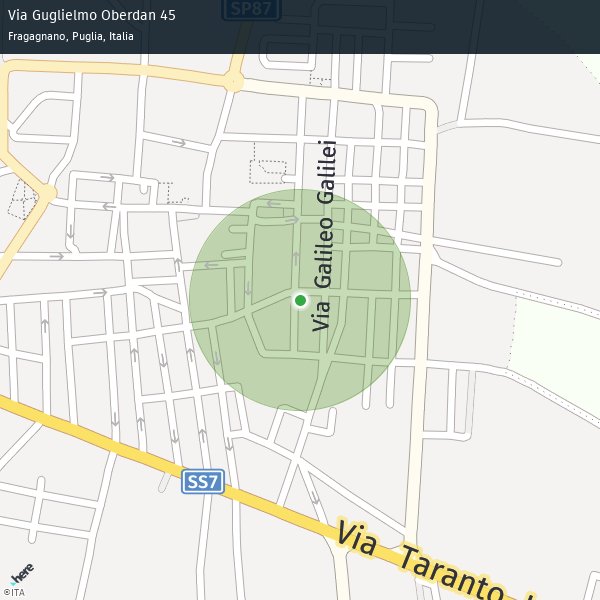 Via Guglielmo Oberdan 45
SP87
Fragagnano, Puglia, Italia
Via Galileo Galilei
SS7
Via Taranto
here
©ITA